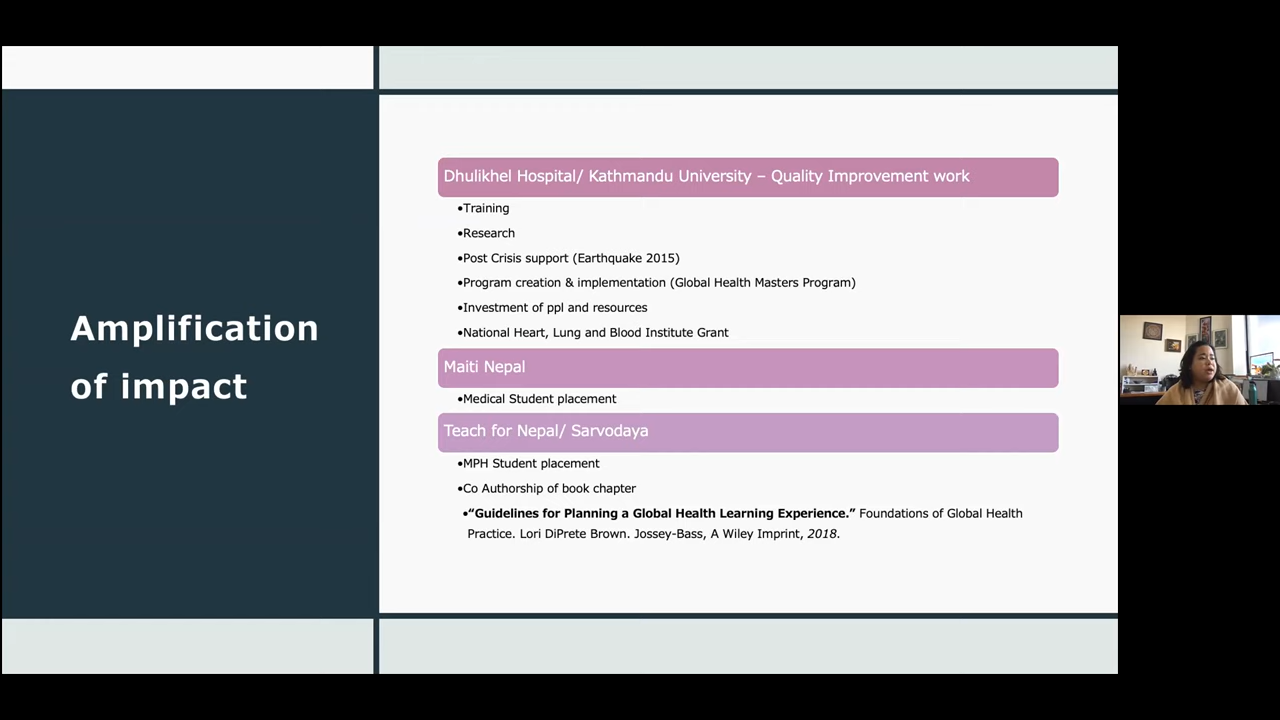 Amplification
of impact
Dhulikhel Hospital/ Kathmandu University – Quality Improvement work
•Training
•Research
•Post Crisis support (Earthquake 2015)
•Program creation & implementation (Global Health Masters Program)
•Investment of ppl and resources
•National Heart, Lung and Blood Institute Grant
Maiti Nepal
•Medical Student placement
Teach for Nepal/ Sarvodaya
•MPH Student placement
•Co Authorship of book chapter
•“Guidelines for Planning a Global Health Learning Experience.” Foundations of Global Health
Practice. Lori DiPrete Brown. Jossey-Bass, A Wiley Imprint, 2018.